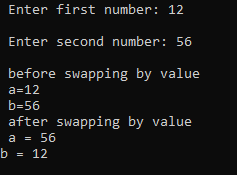 Enter first number: 12
Enter second number: 56
before swapping by value
a=12
b=56
after swapping by value
a = 56
b = 12